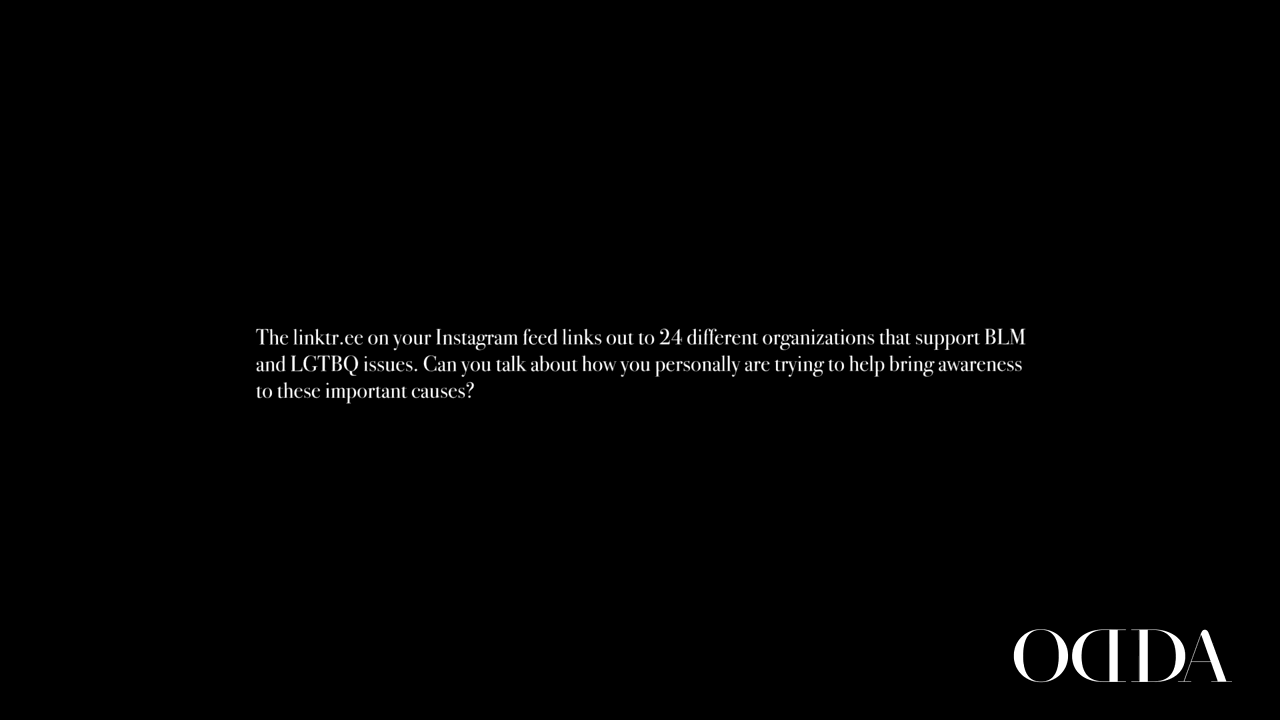 The linktr.ee on your Instagram feed links out to 24 different organizations that support BLM
and LGTBQ issues. Can you talk about how you personally are trying to help bring awareness
to these important causes?
ODDA